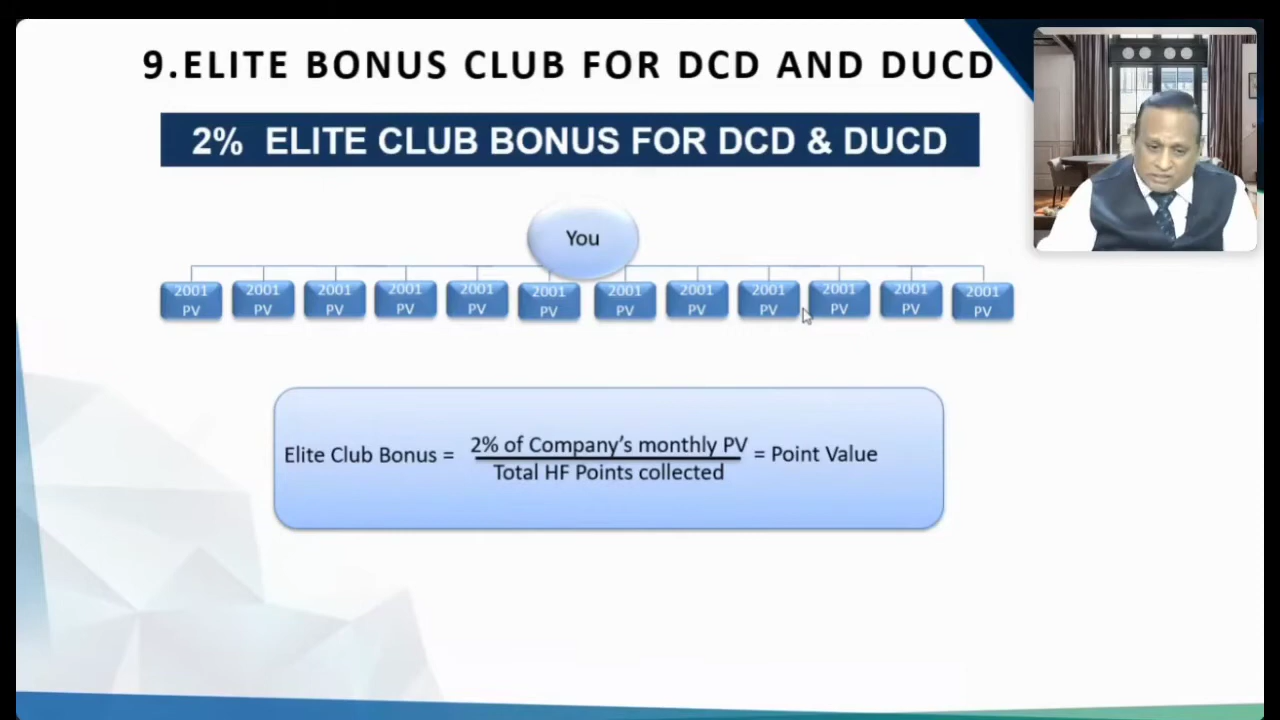 9.ELITE BONUS CLUB FOR DCD AND DUCD
2% ELITE CLUB BONUS FOR DCD & DUCD
You
2001 2001 2001 2001 2001 2001 2001 2001 2001 2001 2001 2001
PV PV PV PV PV PV PV PV PV PV PV PV
2% of Company's monthly PV
Elite Club Bonus = = Point Value
Total HF Points collected